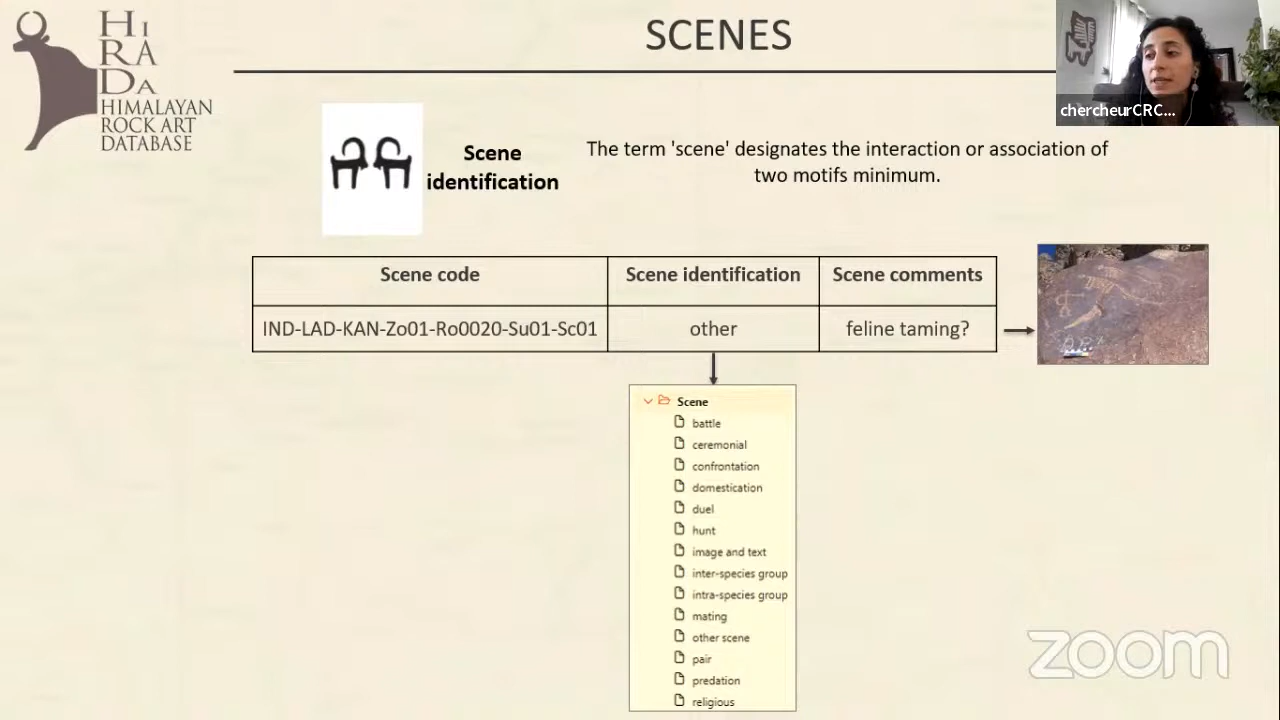 HiRADa
HIMALAYAN
ROCK ART
DATABASE
SCENES
chercheurCRC...
Scene
identification
The term 'scene' designates the interaction or association of
two motifs minimum.
Scene code Scene identification Scene comments
IND-LAD-KAN-Zo01-Ro0020-Su01-Sc01 other feline taming?
Scene
battle
ceremonial
confrontation
domestication
duel
hunt
image and text
inter-species group
intra-species group
mating
other scene
pair
predation
religious
zoom